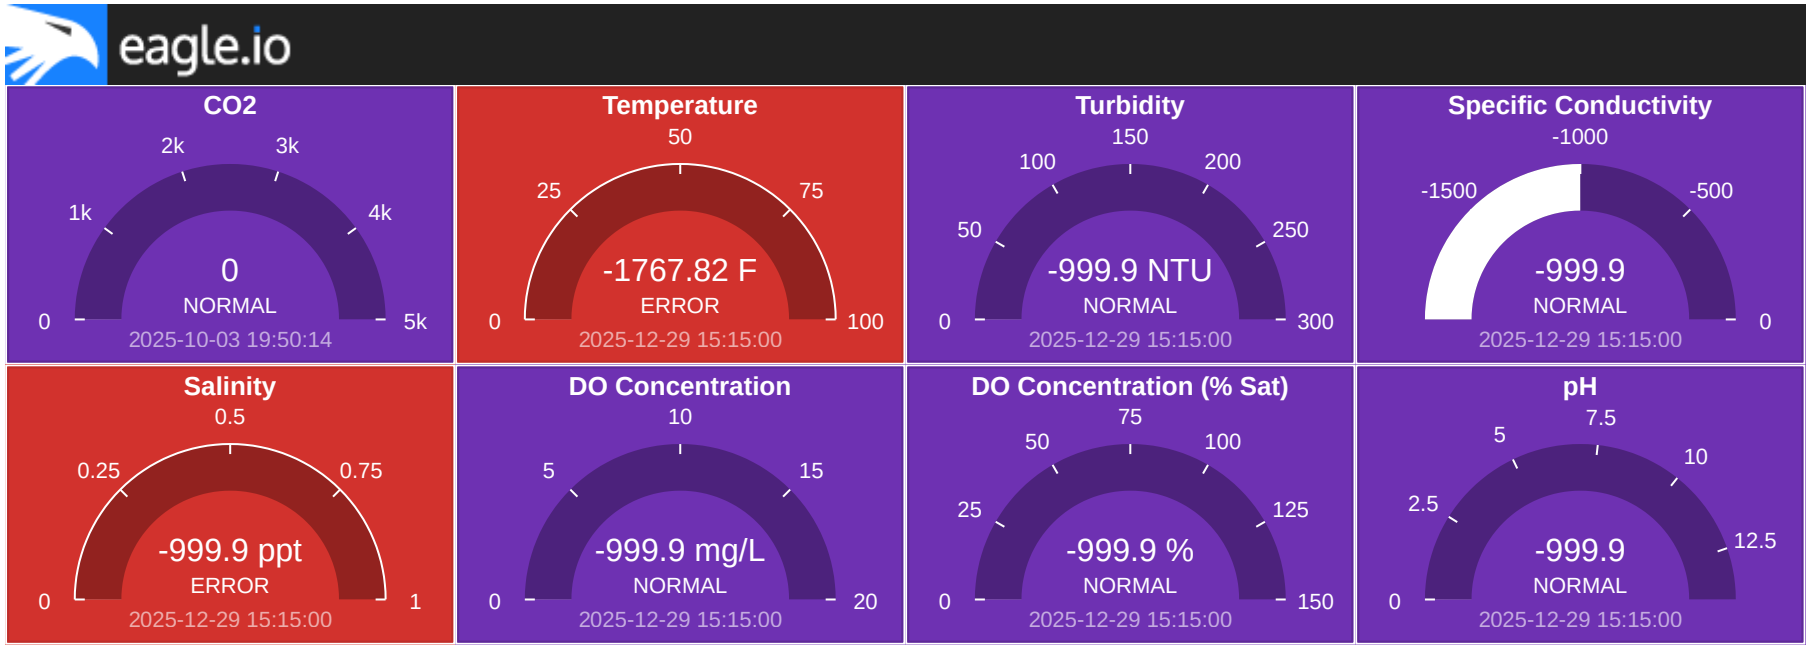 eagle.io
CO2
2k
3k
1k
4k
0
0
5k
NORMAL
2025-10-03 19:50:14
Temperature
50
25
75
-1767.82 F
0
100
ERROR
2025-12-29 15:15:00
Turbidity
150
100
200
50
250
-999.9 NTU
0
300
NORMAL
2025-12-29 15:15:00
Specific Conductivity
-1000
-1500
-500
-999.9
0
NORMAL
2025-12-29 15:15:00
Salinity
0.5
0.25
0.75
-999.9 ppt
0
1
ERROR
2025-12-29 15:15:00
DO Concentration
10
5
15
-999.9 mg/L
0
20
NORMAL
2025-12-29 15:15:00
DO Concentration (% Sat)
75
50
100
25
125
-999.9 %
0
150
NORMAL
2025-12-29 15:15:00
pH
7.5
5
10
2.5
12.5
-999.9
0
NORMAL
2025-12-29 15:15:00